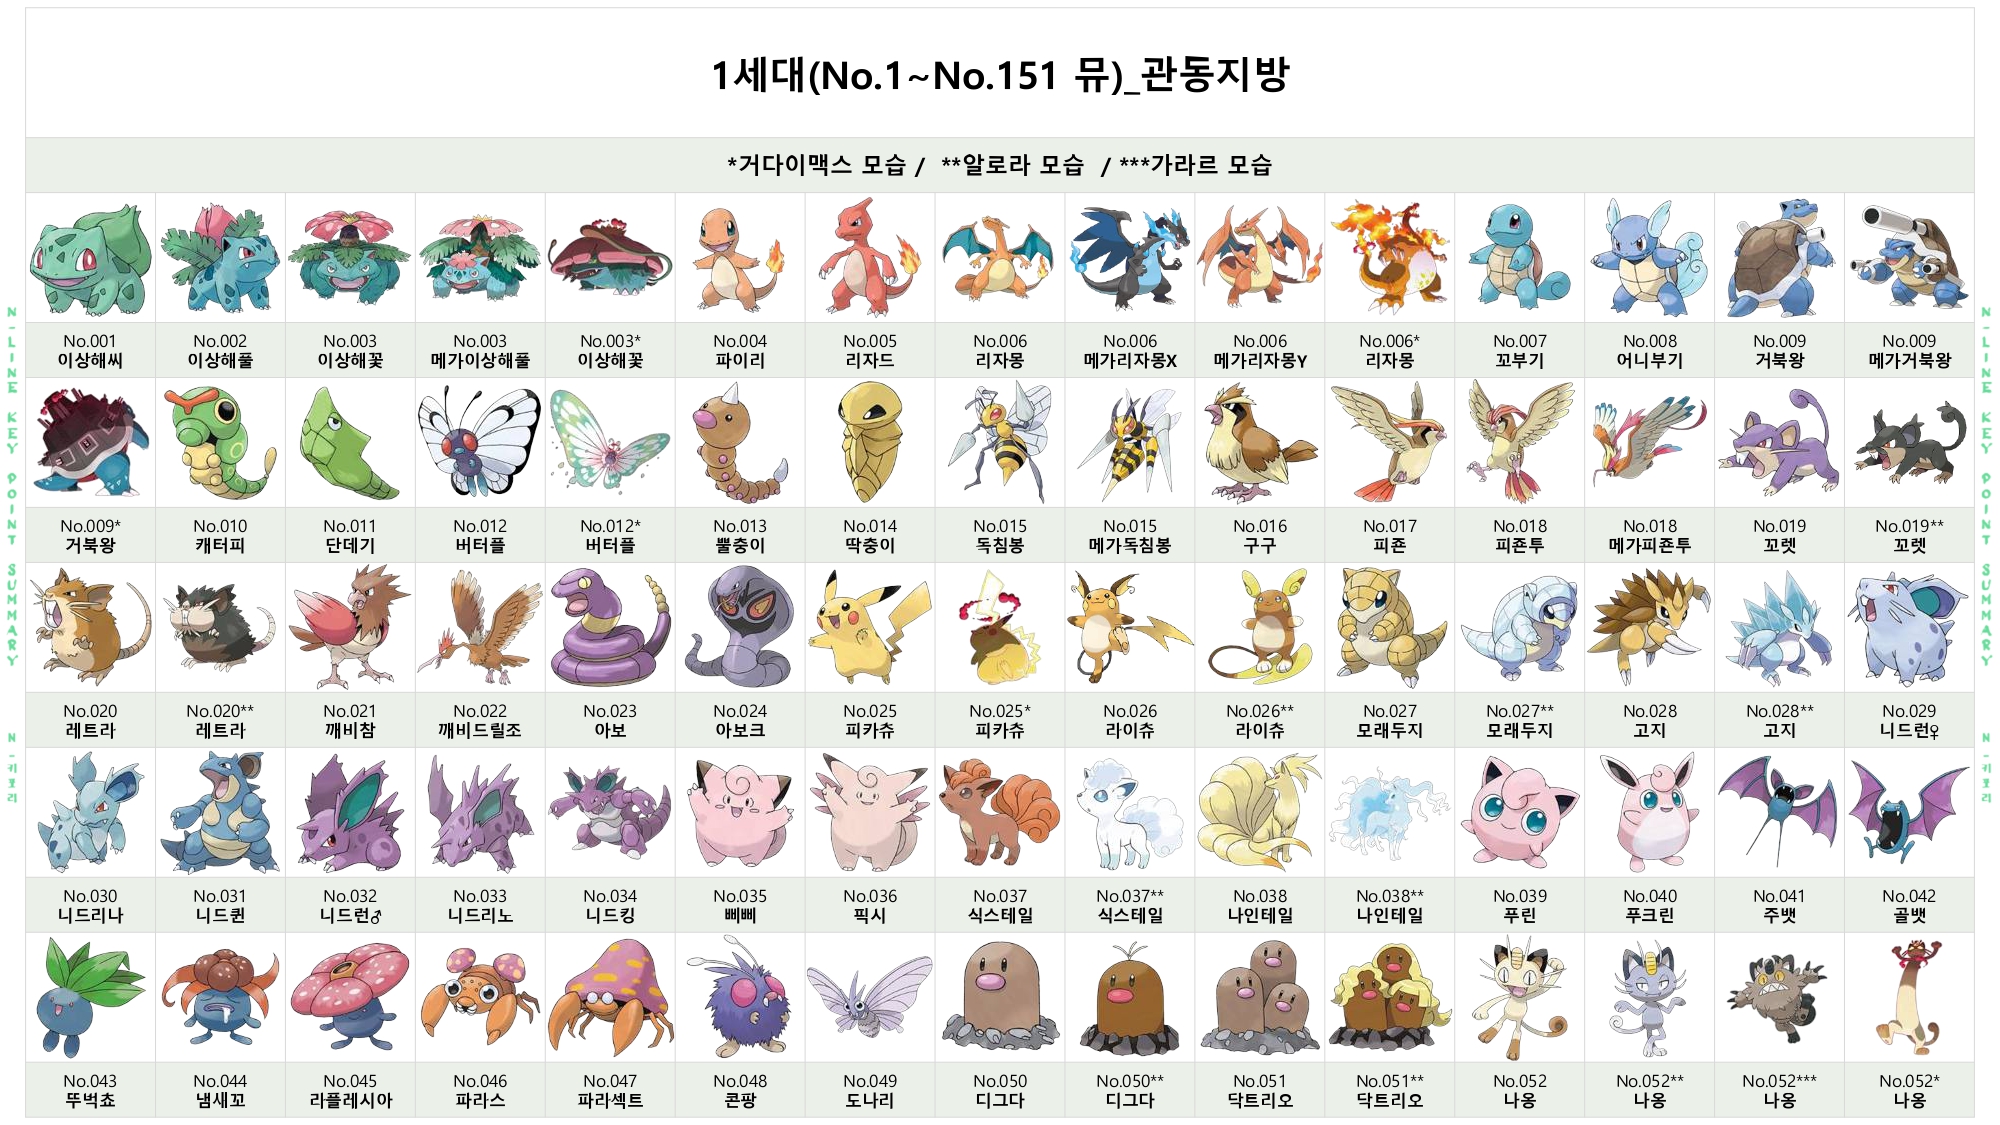 1세대(No.1~No.151 뮤)_관동지방
*거다이맥스 모습 / **알로라 모습 / ***가라르 모습
No.001 No.002 No.003 No.003 No.003* No.004 No.005 No.006 No.006 No.006 No.006* No.007 No.008 No.009 No.009
이상해씨 이상해풀 이상해꽃 메가이상해풀 이상해꽃 파이리 리자드 리자몽 메가리자몽X 메가리자몽Y 리자몽 꼬부기 어니부기 거북왕 메가거북왕
No.009* No.010 No.011 No.012 No.012* No.013 No.014 No.015 No.015 No.016 No.017 No.018 No.018 No.019 No.019**
거북왕 캐터피 단데기 버터플 버터플 뿔충이 딱충이 독침붕 메가독침붕 구구 피죤 피죤투 메가피죤투 꼬렛 꼬렛
No.020 No.020** No.021 No.022 No.023 No.024 No.025 No.025* No.026 No.026** No.027 No.027** No.028 No.028** No.029
레트라 레트라 깨비참 깨비드릴조 아보 아보크 피카츄 피카츄 라이츄 라이츄 모래두지 모래두지 고지 고지 니드런♀
No.030 No.031 No.032 No.033 No.034 No.035 No.036 No.037 No.037** No.038 No.038** No.039 No.040 No.041 No.042
니드리나 니드퀸 니드런♂ 니드리노 니드킹 삐삐 픽시 식스테일 식스테일 나인테일 나인테일 푸린 푸크린 주뱃 골뱃
No.043 No.044 No.045 No.046 No.047 No.048 No.049 No.050 No.050** No.051 No.051** No.052 No.052** No.052*** No.052*
뚜벅쵸 냄새꼬 라플레시아 파라스 파라섹트 콘팡 도나리 디그다 디그다 닥트리오 닥트리오 나옹 나옹 나옹 나옹
N-LINE KEY POINT SUMMARY
N-키포리
N-LINE KEY POINT SUMMARY
N-키포리